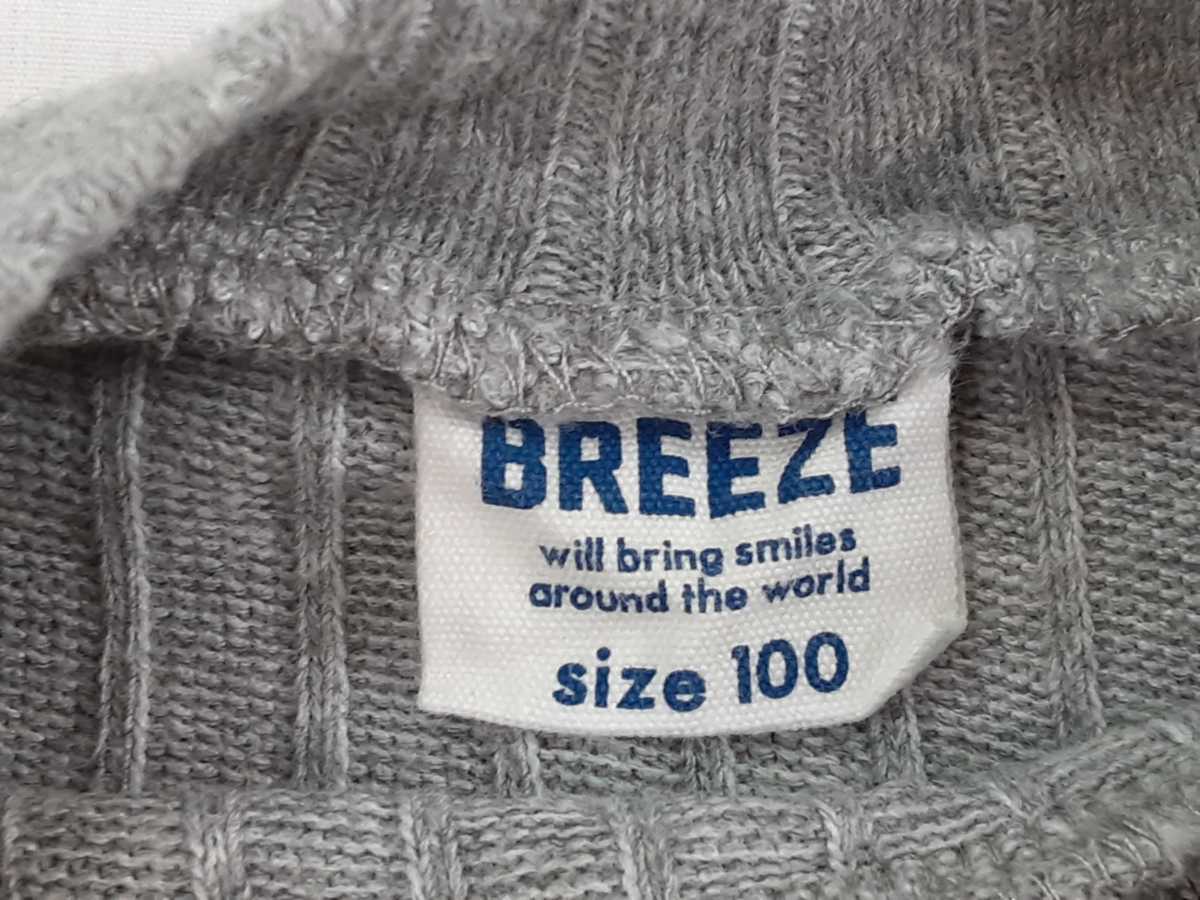 BREEZE
will bring smiles
around the world
size 100